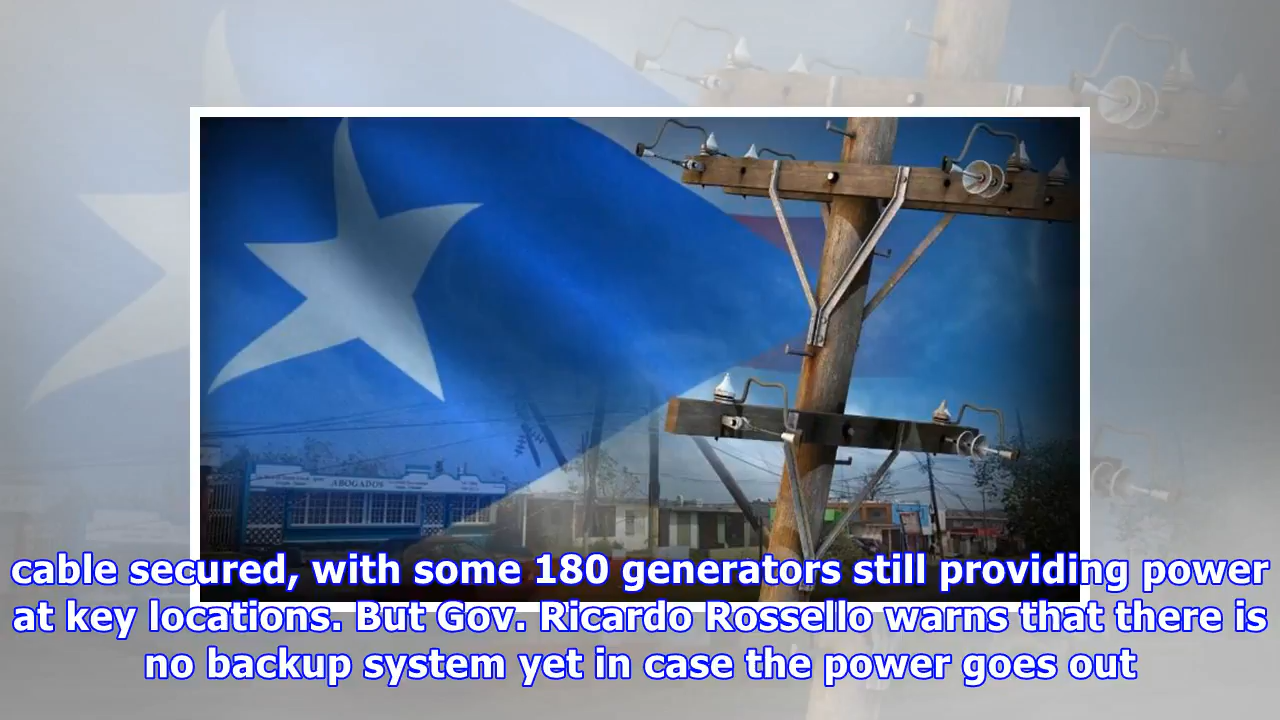 ABOGADOS
cable secured, with some 180 generators still providing power
at key locations. But Gov. Ricardo Rossello warns that there is
no backup system yet in case the power goes out